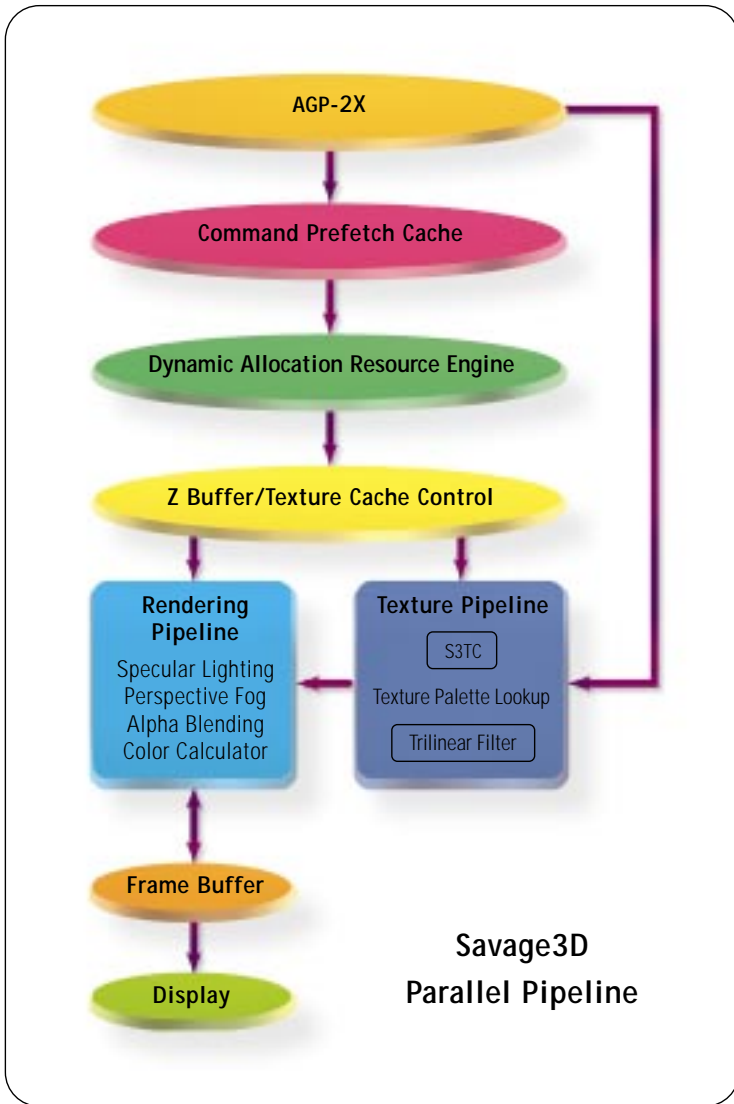 AGP-2X
Command Prefetch Cache
Dynamic Allocation Resource Engine
Z Buffer/Texture Cache Control
Rendering
Pipeline
Specular Lighting
Perspective Fog
Alpha Blending
Color Calculator
Texture Pipeline
S3TC
Texture Palette Lookup
Trilinear Filter
Frame Buffer
Display
Savage3D
Parallel Pipeline